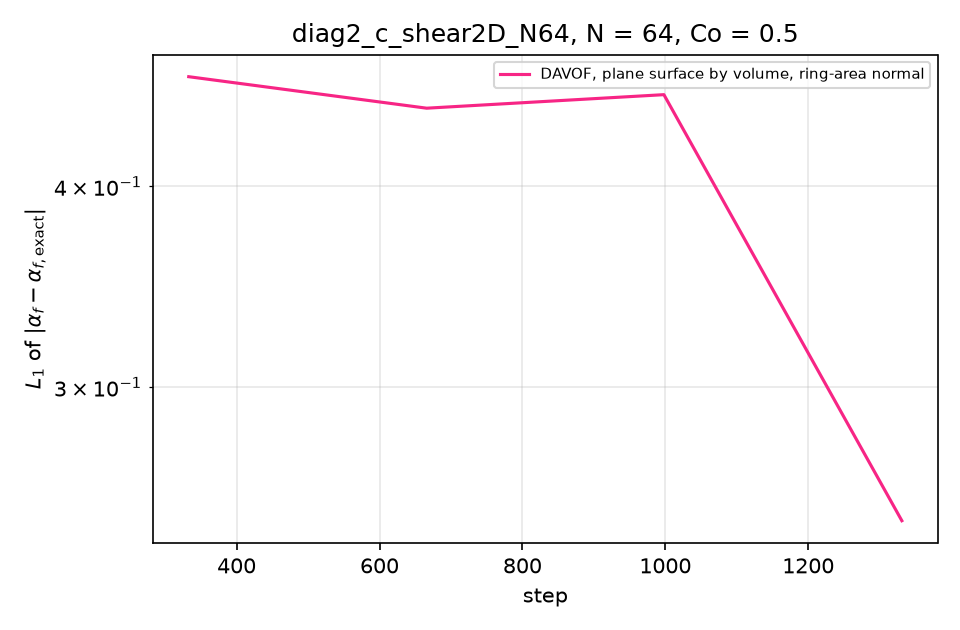 diag2_c_shear2D_N64, N = 64, Co = 0.5
DAVOF, plane surface by volume, ring-area normal
L₁ of |α_f − α_{f,exact}|
4 × 10⁻¹
3 × 10⁻¹
400 600 800 1000 1200
step